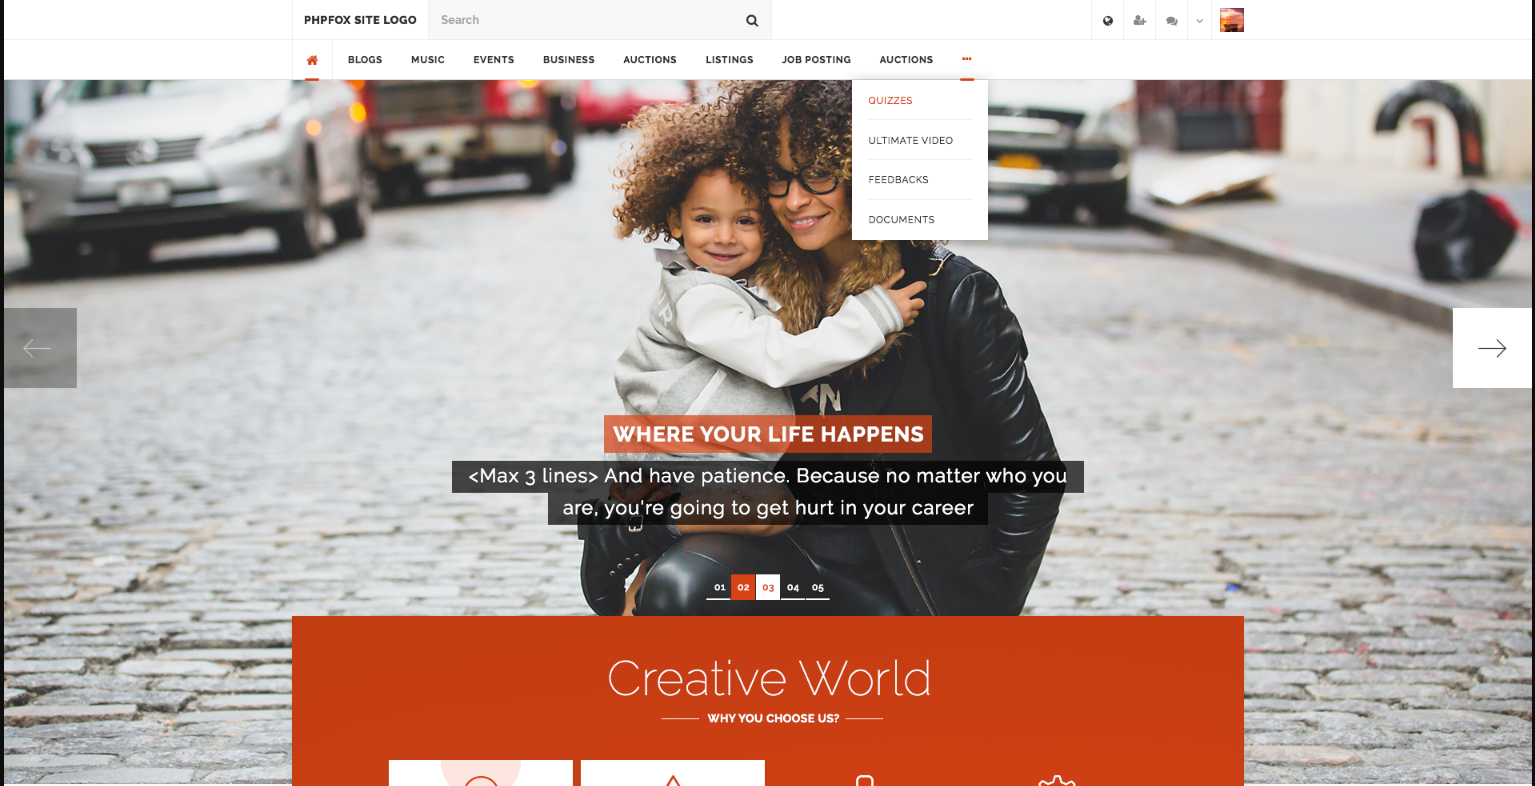 PHPFOX SITE LOGO
Search
BLOGS
MUSIC
EVENTS
BUSINESS
AUCTIONS
LISTINGS
JOB POSTING
AUCTIONS
QUIZZES
ULTIMATE VIDEO
FEEDBACKS
DOCUMENTS
WHERE YOUR LIFE HAPPENS
<Max 3 lines> And have patience. Because no matter who you
are, you're going to get hurt in your career
01 02 03 04 05
Creative World
WHY YOU CHOOSE US?